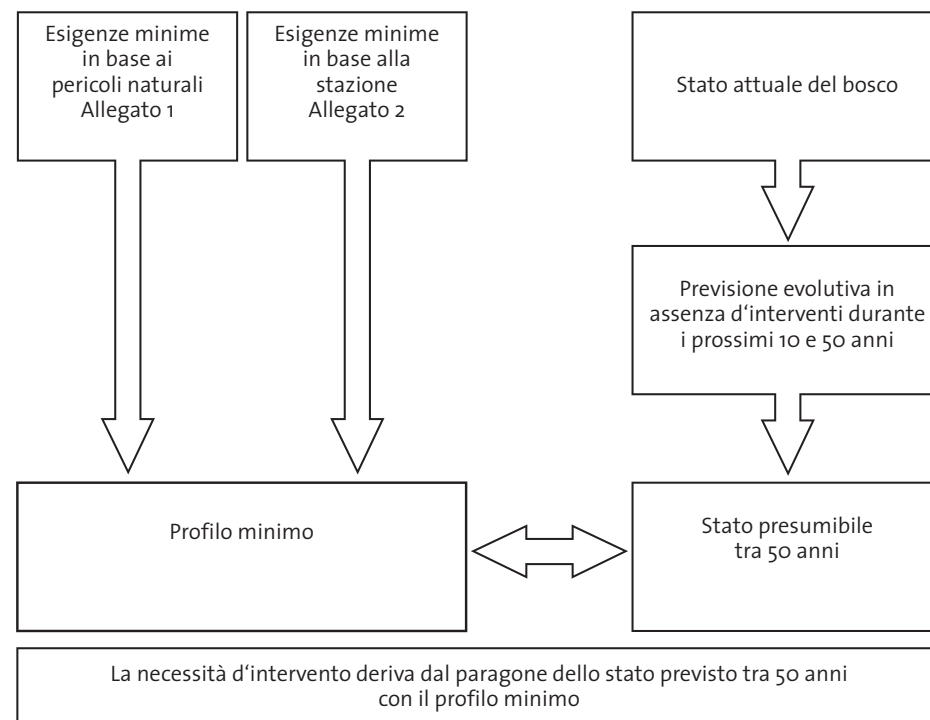 Esigenze minime
in base ai
pericoli naturali
Allegato 1
Esigenze minime
in base alla
stazione
Allegato 2
Stato attuale del bosco
Previsione evolutiva in
assenza d‘interventi durante
i prossimi 10 e 50 anni
Profilo minimo
Stato presumibile
tra 50 anni
La necessità d‘intervento deriva dal paragone dello stato previsto tra 50 anni
con il profilo minimo